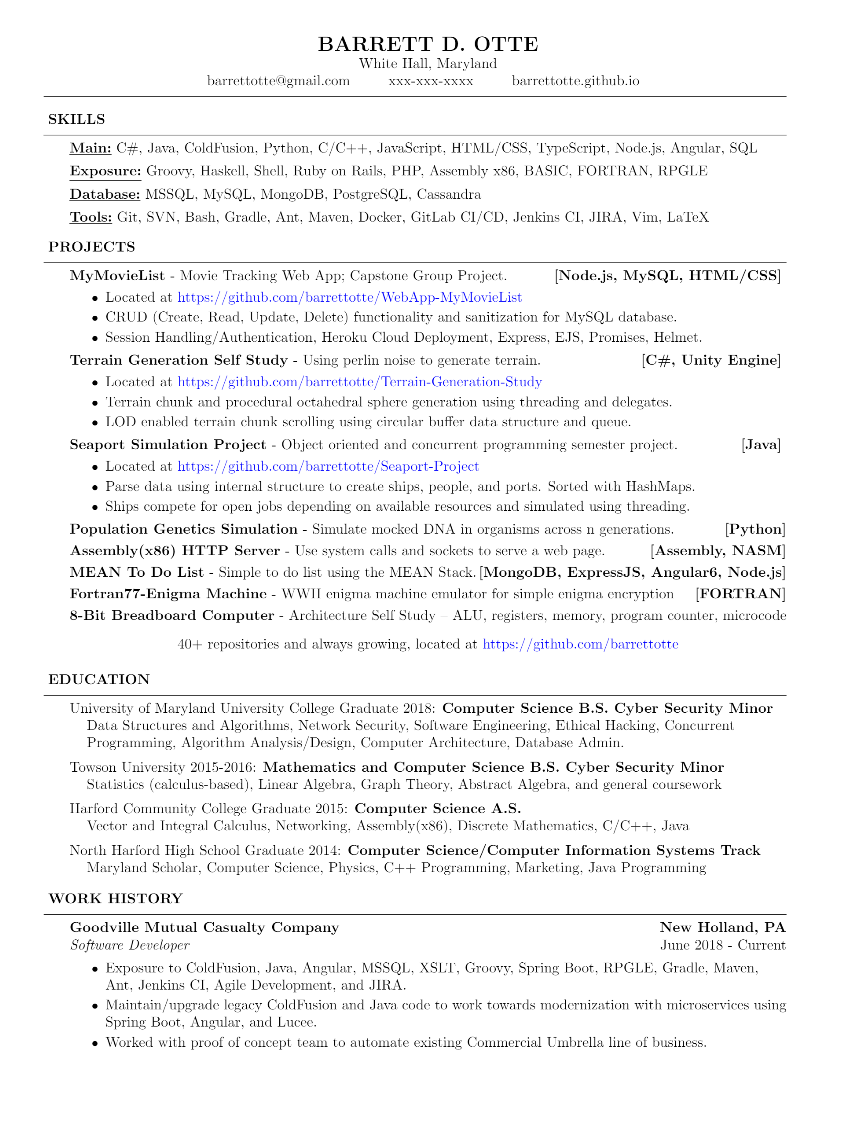 BARRETT D. OTTE
White Hall, Maryland
barrettotte@gmail.com xxx-xxx-xxxx barrettotte.github.io
SKILLS
Main: C#, Java, ColdFusion, Python, C/C++, JavaScript, HTML/CSS, TypeScript, Node.js, Angular, SQL
Exposure: Groovy, Haskell, Shell, Ruby on Rails, PHP, Assembly x86, BASIC, FORTRAN, RPGLE
Database: MSSQL, MySQL, MongoDB, PostgreSQL, Cassandra
Tools: Git, SVN, Bash, Gradle, Ant, Maven, Docker, GitLab CI/CD, Jenkins CI, JIRA, Vim, LaTeX
PROJECTS
MyMovieList - Movie Tracking Web App; Capstone Group Project. [Node.js, MySQL, HTML/CSS]
• Located at https://github.com/barrettotte/WebApp-MyMovieList
• CRUD (Create, Read, Update, Delete) functionality and sanitization for MySQL database.
• Session Handling/Authentication, Heroku Cloud Deployment, Express, EJS, Promises, Helmet.
Terrain Generation Self Study - Using perlin noise to generate terrain. [C#, Unity Engine]
• Located at https://github.com/barrettotte/Terrain-Generation-Study
• Terrain chunk and procedural octahedral sphere generation using threading and delegates.
• LOD enabled terrain chunk scrolling using circular buffer data structure and queue.
Seaport Simulation Project - Object oriented and concurrent programming semester project. [Java]
• Located at https://github.com/barrettotte/Seaport-Project
• Parse data using internal structure to create ships, people, and ports. Sorted with HashMaps.
• Ships compete for open jobs depending on available resources and simulated using threading.
Population Genetics Simulation - Simulate mocked DNA in organisms across n generations. [Python]
Assembly(x86) HTTP Server - Use system calls and sockets to serve a web page. [Assembly, NASM]
MEAN To Do List - Simple to do list using the MEAN Stack. [MongoDB, ExpressJS, Angular6, Node.js]
Fortran77-Enigma Machine - WWII enigma machine emulator for simple enigma encryption [FORTRAN]
8-Bit Breadboard Computer - Architecture Self Study – ALU, registers, memory, program counter, microcode
40+ repositories and always growing, located at https://github.com/barrettotte
EDUCATION
University of Maryland University College Graduate 2018: Computer Science B.S. Cyber Security Minor
Data Structures and Algorithms, Network Security, Software Engineering, Ethical Hacking, Concurrent
Programming, Algorithm Analysis/Design, Computer Architecture, Database Admin.
Towson University 2015-2016: Mathematics and Computer Science B.S. Cyber Security Minor
Statistics (calculus-based), Linear Algebra, Graph Theory, Abstract Algebra, and general coursework
Harford Community College Graduate 2015: Computer Science A.S.
Vector and Integral Calculus, Networking, Assembly(x86), Discrete Mathematics, C/C++, Java
North Harford High School Graduate 2014: Computer Science/Computer Information Systems Track
Maryland Scholar, Computer Science, Physics, C++ Programming, Marketing, Java Programming
WORK HISTORY
Goodville Mutual Casualty Company New Holland, PA
Software Developer June 2018 - Current
• Exposure to ColdFusion, Java, Angular, MSSQL, XSLT, Groovy, Spring Boot, RPGLE, Gradle, Maven,
Ant, Jenkins CI, Agile Development, and JIRA.
• Maintain/upgrade legacy ColdFusion and Java code to work towards modernization with microservices using
Spring Boot, Angular, and Lucee.
• Worked with proof of concept team to automate existing Commercial Umbrella line of business.